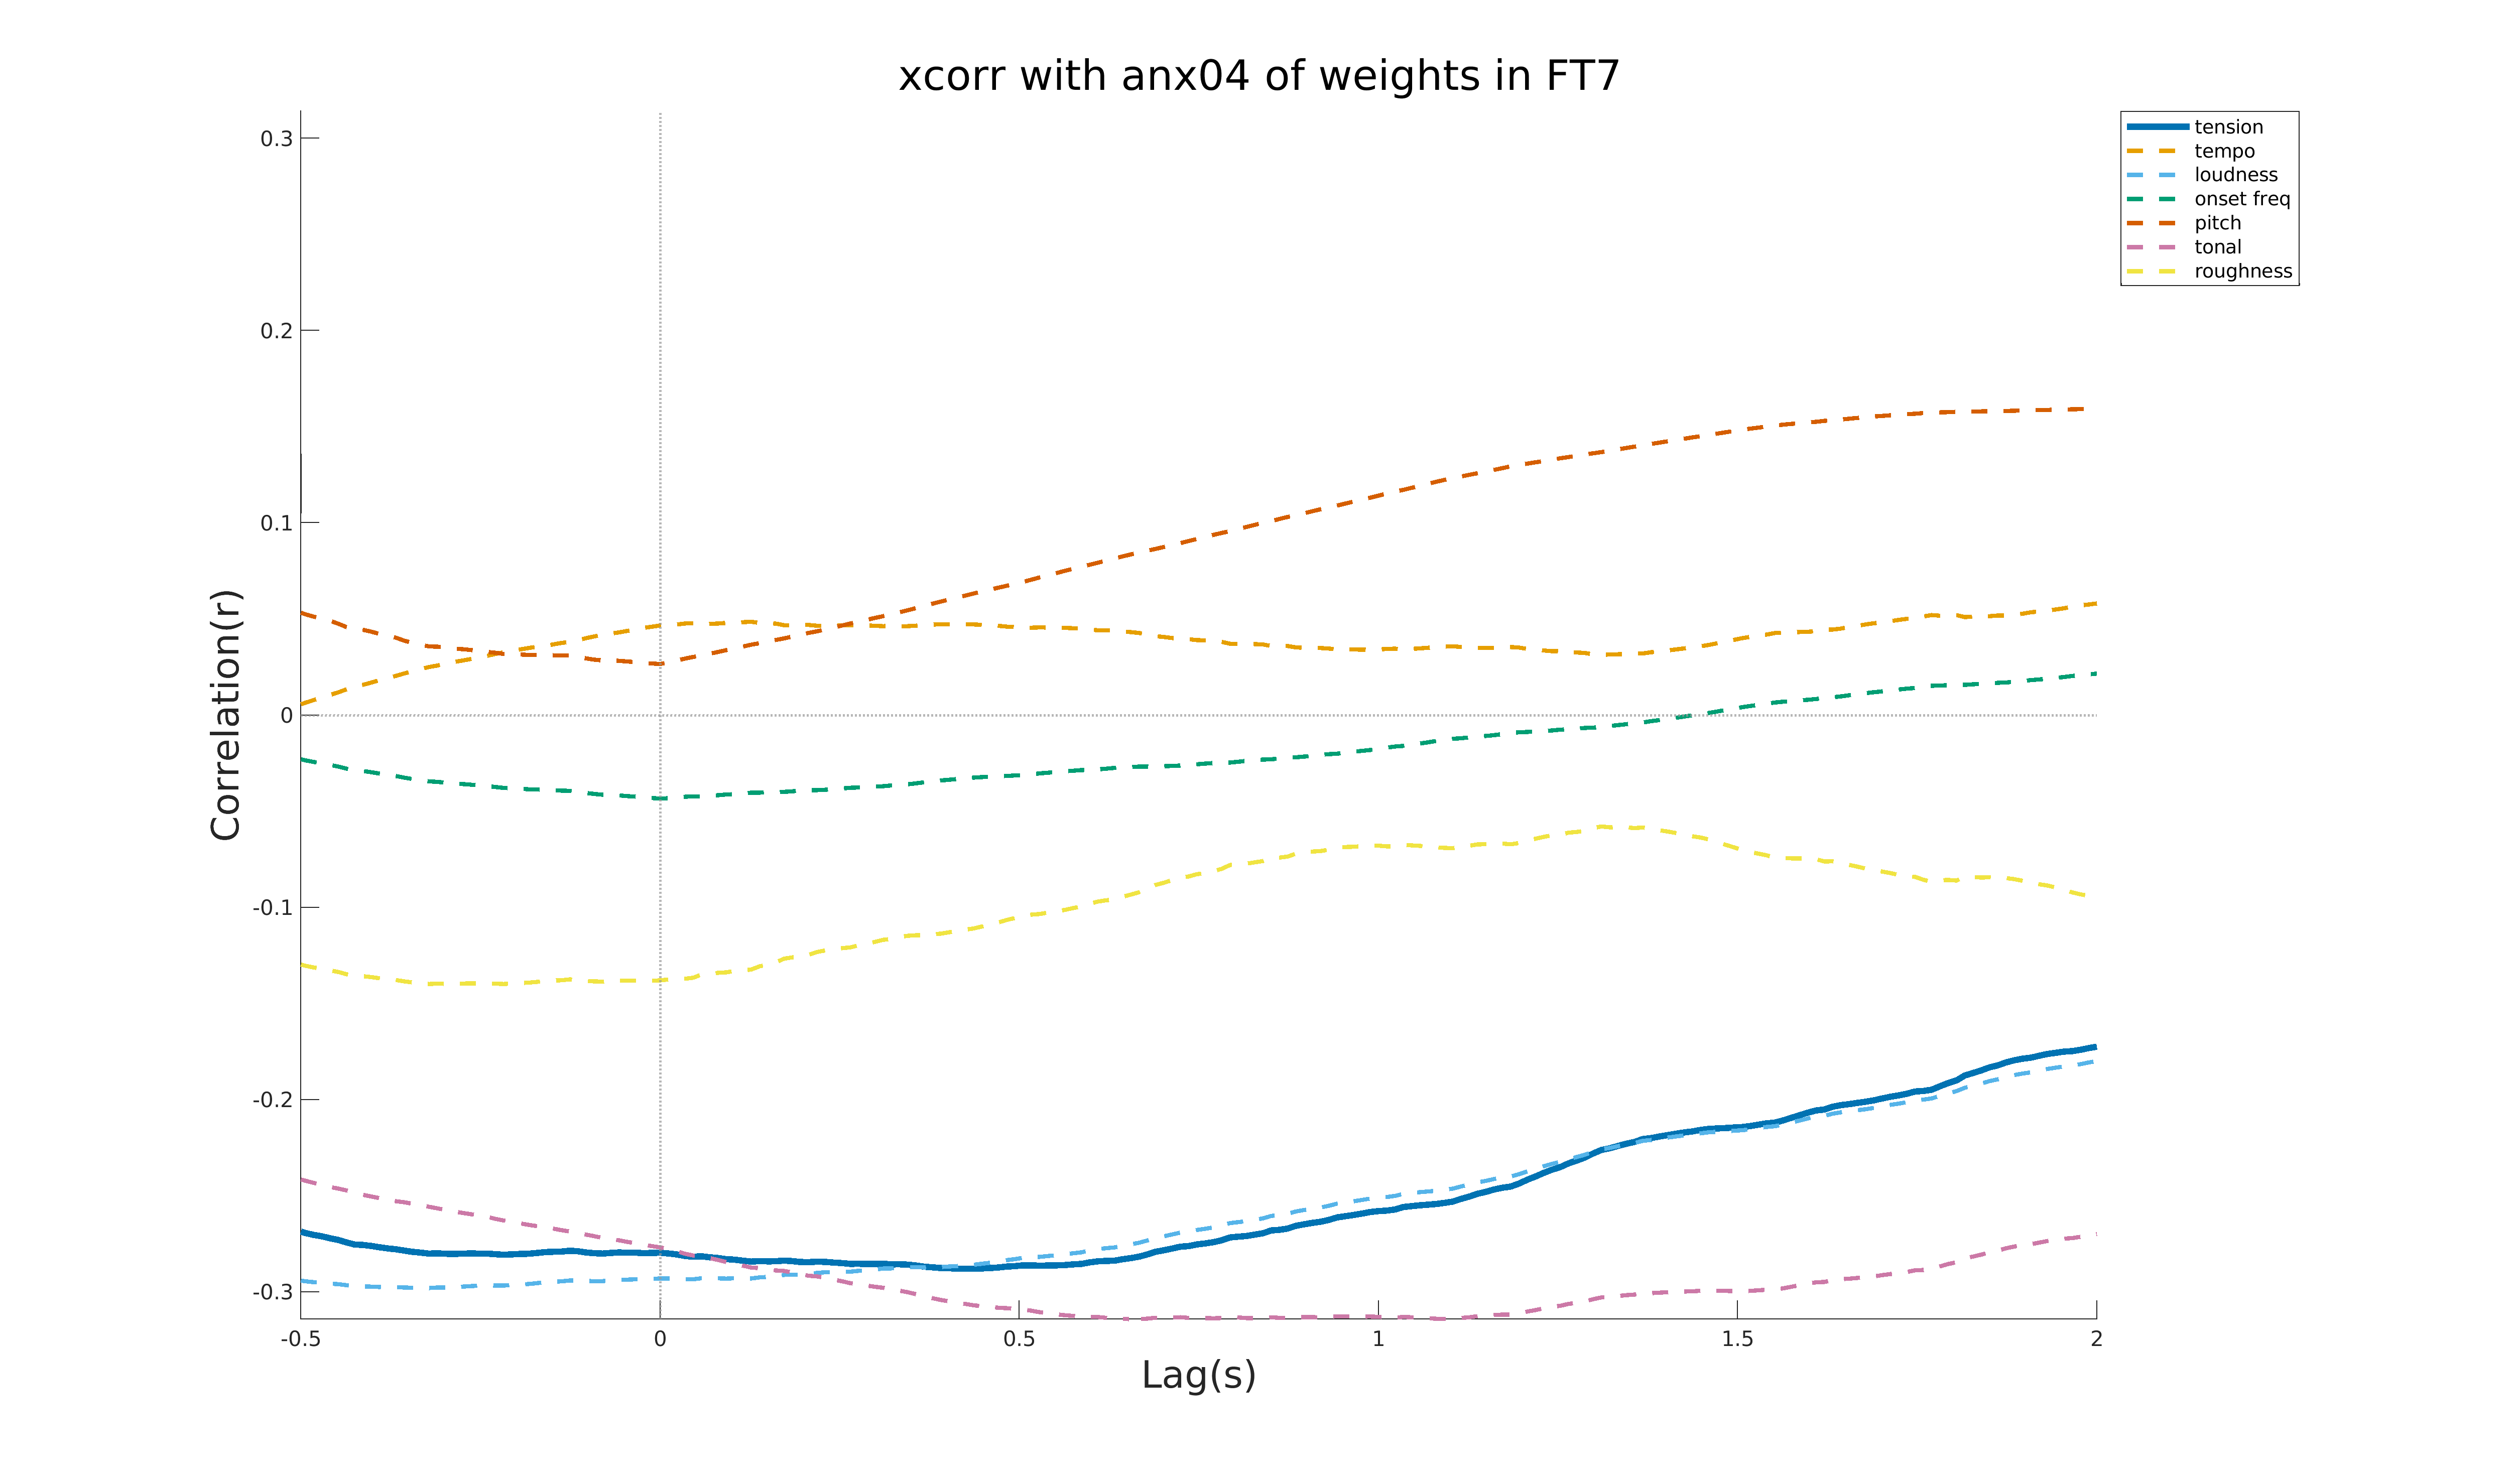 xcorr with anx04 of weights in FT7
tension
tempo
loudness
onset freq
pitch
tonal
roughness
0.3
0.2
0.1
0
-0.1
-0.2
-0.3
Correlation(r)
-0.5
0
0.5
1
1.5
2
Lag(s)